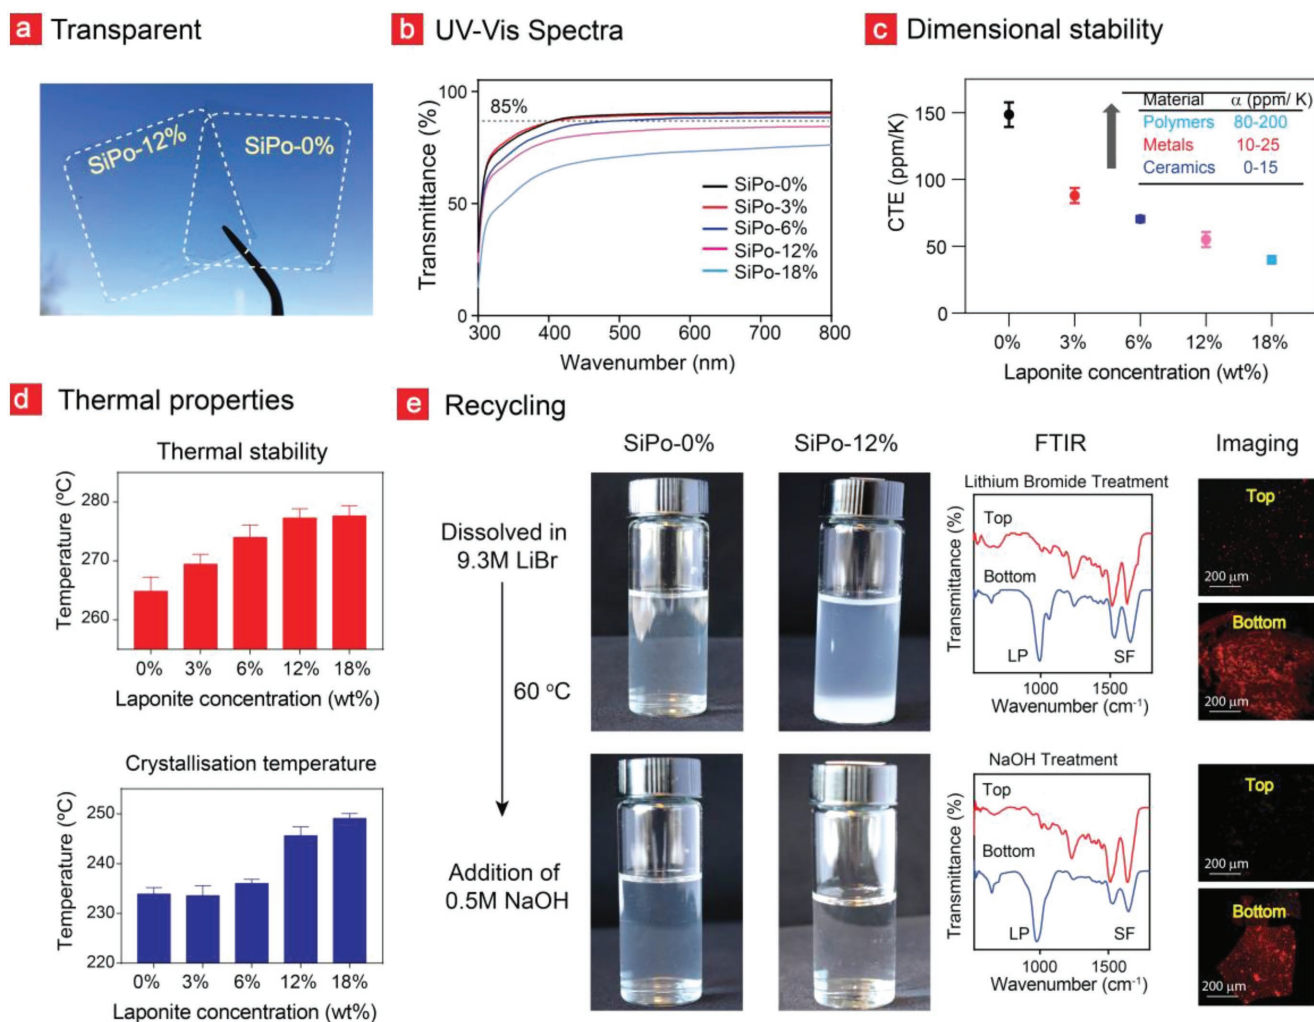 a Transparent
SiPo-12%
SiPo-0%
b UV-Vis Spectra
Transmittance (%)
100
50
0
85%
SiPo-0%
SiPo-3%
SiPo-6%
SiPo-12%
SiPo-18%
300 400 500 600 700 800
Wavenumber (nm)
c Dimensional stability
CTE (ppm/K)
150
100
50
0
Material α (ppm/ K)
Polymers 80-200
Metals 10-25
Ceramics 0-15
0% 3% 6% 12% 18%
Laponite concentration (wt%)
d Thermal properties
Thermal stability
Temperature (ºC)
280
270
260
0% 3% 6% 12% 18%
Laponite concentration (wt%)
Crystallisation temperature
Temperature (ºC)
250
240
230
220
0% 3% 6% 12% 18%
Laponite concentration (wt%)
e Recycling
SiPo-0% SiPo-12% FTIR Imaging
Dissolved in
9.3M LiBr
60 ºC
Addition of
0.5M NaOH
Lithium Bromide Treatment
Transmittance (%)
Top
Bottom
LP SF
1000 1500
Wavenumber (cm⁻¹)
Top
200 µm
Bottom
200 µm
NaOH Treatment
Transmittance (%)
Top
Bottom
LP SF
1000 1500
Wavenumber (cm⁻¹)
Top
200 µm
Bottom
200 µm